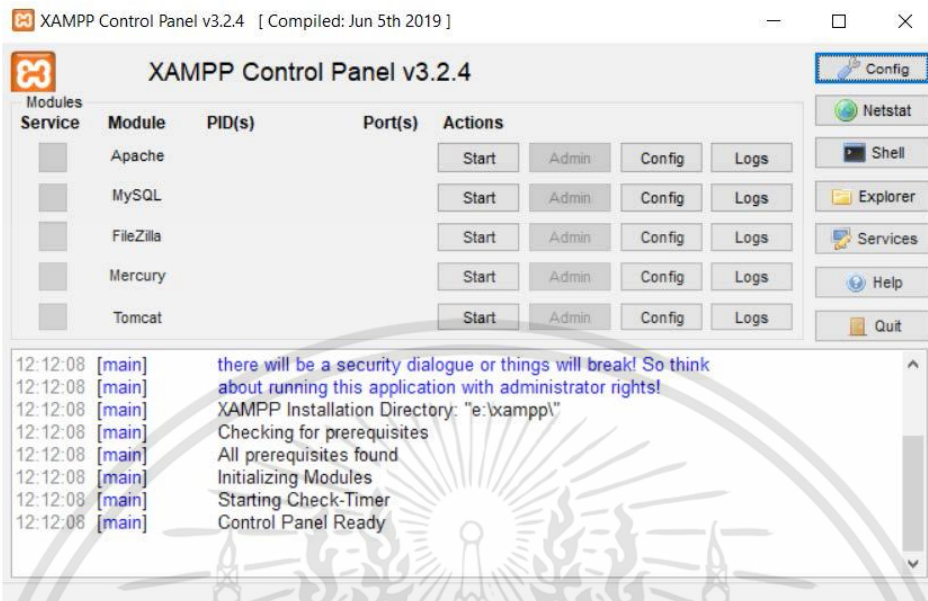 XAMPP Control Panel v3.2.4 [ Compiled: Jun 5th 2019 ]
XAMPP Control Panel v3.2.4
Config
Modules
Service Module PID(s) Port(s) Actions
Netstat
Apache Start Admin Config Logs
Shell
MySQL Start Admin Config Logs
Explorer
FileZilla Start Admin Config Logs
Services
Mercury Start Admin Config Logs
Help
Tomcat Start Admin Config Logs
Quit
12:12:08 [main] there will be a security dialogue or things will break! So think
12:12:08 [main] about running this application with administrator rights!
12:12:08 [main] XAMPP Installation Directory: "e:\xampp\"
12:12:08 [main] Checking for prerequisites
12:12:08 [main] All prerequisites found
12:12:08 [main] Initializing Modules
12:12:08 [main] Starting Check-Timer
12:12:08 [main] Control Panel Ready